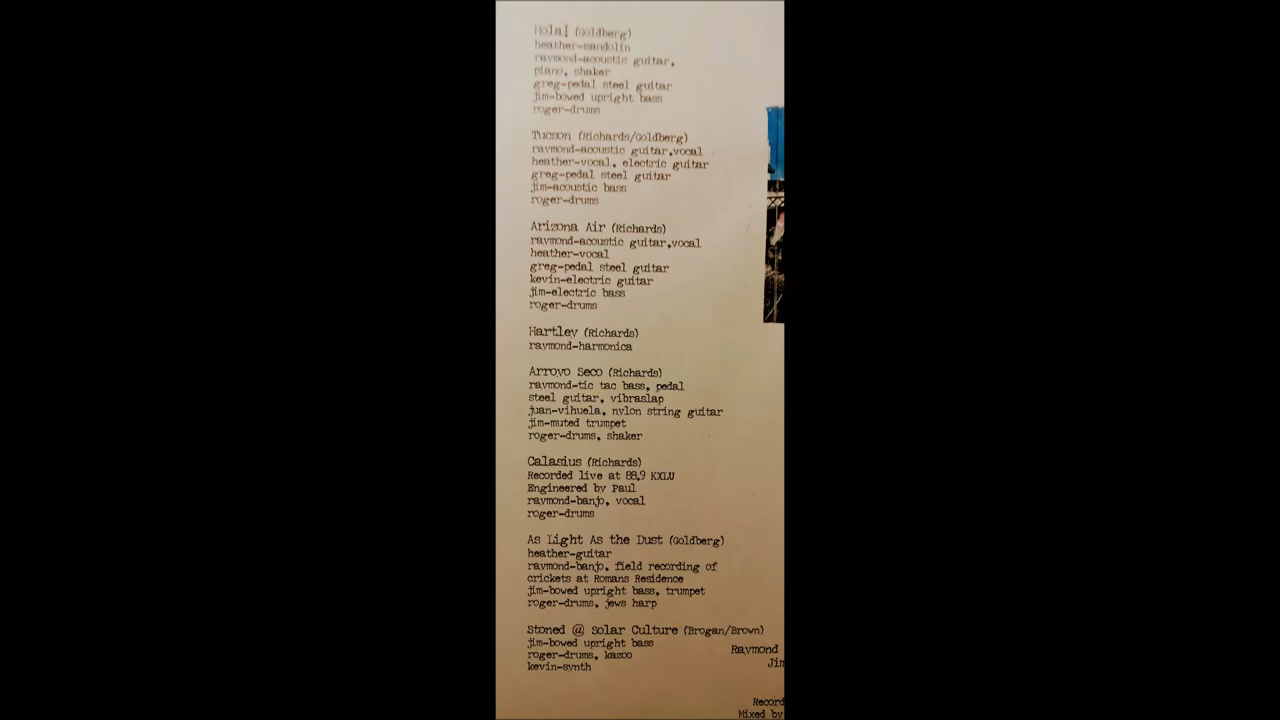 Hola! (Goldberg)
heather-mandolin
raymond-acoustic guitar,
piano, shaker
greg-pedal steel guitar
jim-bowed upright bass
roger-drums
Tucson (Richards/Goldberg)
raymond-acoustic guitar,vocal
heather-vocal, electric guitar
greg-pedal steel guitar
jim-acoustic bass
roger-drums
Arizona Air (Richards)
raymond-acoustic guitar,vocal
heather-vocal
greg-pedal steel guitar
kevin-electric guitar
jim-electric bass
roger-drums
Hartley (Richards)
raymond-harmonica
Arroyo Seco (Richards)
raymond-tic tac bass, pedal
steel guitar, vibraslap
juan-vihuela, nylon string guitar
jim-muted trumpet
roger-drums, shaker
Calasius (Richards)
Recorded live at 88.9 KXLU
Engineered by Paul
raymond-banjo, vocal
roger-drums
As Light As the Dust (Goldberg)
heather-guitar
raymond-banjo, field recording of
crickets at Romans Residence
jim-bowed upright bass, trumpet
roger-drums, jews harp
Stoned @ Solar Culture (Brogan/Brown)
jim-bowed upright bass
roger-drums, kazoo
kevin-synth
Raymond
Jim
Record
Mixed by